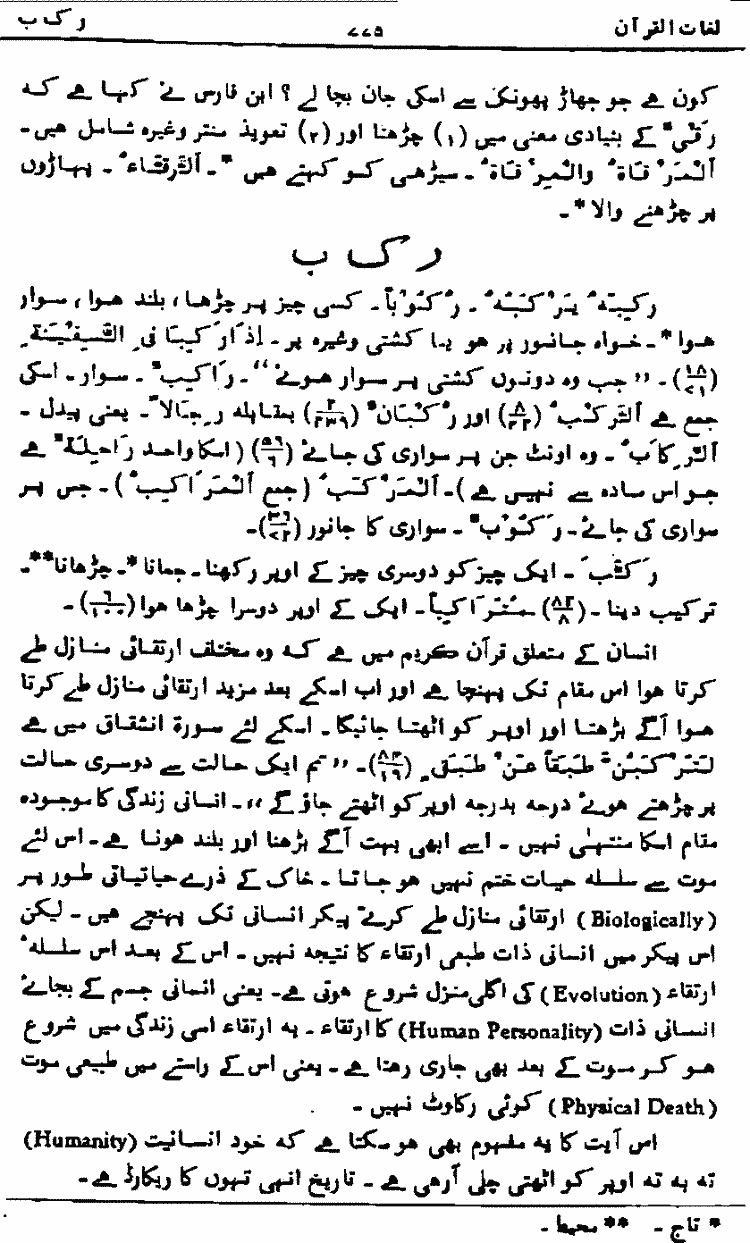 لغات القرآن ۷۷۵ ر ک ب
کون ہے جو جھاڑ پھونک سے اسکی جان بچا لے ؟ ابن فارس نے کہا ہے کہ
رَقْیٌ کے بنیادی معنی میں (۱) چڑھنا اور (۲) تعویذ منتر وغیرہ شامل ہیں۔
اَلْمَرْقَاۃُ وَالْمِرْقَاۃُ ۔ سیڑھی کو کہتے ہیں *۔ اَلرَّقَّاءُ ۔ پہاڑوں
پر چڑھنے والا *۔
ر ک ب
رَکِبَہٗ یَرْکَبُہٗ ۔ رُکُوْباً ۔ کسی چیز پر چڑھا ، بلند ہوا ، سوار
ہوا *۔ خواہ جانور پر ہو یا کشتی وغیرہ پر۔ اِذَا رَکِبَا فِی السَّفِیْنَۃِ
(۱۸/۷۱)۔ ''جب وہ دونوں کشتی پر سوار ہوئے''۔ رَاکِبٌ ۔ سوار ۔ اسکی
جمع ہے اَلرَّکْبُ (۸/۴۲) اور رُکْبَانٌ (۲/۲۳۹) بمقابلہ رِجَالاً ۔ یعنی پیدل ۔
اَلرِّکَابُ ۔ وہ اونٹ جن پر سواری کی جائے (۵۹/۶) (اسکا واحد رَاحِلَۃٌ ہے
جو اس مادہ سے نہیں ہے)۔ اَلْمَرْکَبُ (جمع اَلْمَرَاکِبُ)۔ جس پر
سواری کی جائے۔ رَکُوْبٌ ۔ سواری کا جانور (۳۶/۷۲)۔
رَکَّبَ ۔ ایک چیز کو دوسری چیز کے اوپر رکھنا ۔ جمانا *۔ چڑھانا **۔
ترکیب دینا ۔ (۸۲/۸) مُتَرَاکِباً ۔ ایک کے اوپر دوسرا چڑھا ہوا (۶/۱۰۰)۔
انسان کے متعلق قرآن کریم میں ہے کہ وہ مختلف ارتقائی منازل طے
کرتا ہوا اس مقام تک پہنچا ہے اور اب اسکے بعد مزید ارتقائی منازل طے کرتا
ہوا آگے بڑھتا اور اوپر کو اٹھتا جائیگا ۔ اسکے لئے سورۃ انشقاق میں ہے
لَتَرْکَبُنَّ طَبَقاً عَنْ طَبَقٍ (۸۴/۱۹)۔ ''تم ایک حالت سے دوسری حالت
پر چڑھتے ہوئے درجہ بدرجہ اوپر کو اٹھتے جاؤ گے''۔ انسانی زندگی کا موجودہ
مقام اسکا منتہیٰ نہیں ۔ اسے ابھی بہت آگے بڑھنا اور بلند ہونا ہے۔ اس لئے
موت سے سلسلہ حیات ختم نہیں ہو جاتا ۔ خاک کے ذرے حیاتیاتی طور پر
(Biologically) ارتقائی منازل طے کرتے پیکر انسانی تک پہنچے ہیں ۔ لیکن
اس پیکر میں انسانی ذات طبعی ارتقاء کا نتیجہ نہیں ۔ اس کے بعد اس سلسلہٴ
ارتقاء (Evolution) کی اگلی منزل شروع ہوتی ہے۔ یعنی انسانی جسم کے بجائے
انسانی ذات (Human Personality) کا ارتقاء ۔ یہ ارتقاء اسی زندگی میں شروع
ہو کر موت کے بعد بھی جاری رہتا ہے ۔ یعنی اس کے راستے میں طبیعی موت
(Physical Death) کوئی رکاوٹ نہیں ۔
اس آیت کا یہ مفہوم بھی ہو سکتا ہے کہ خود انسانیت (Humanity)
تہ بہ تہ اوپر کو اٹھتی چلی آرہی ہے ۔ تاریخ انہی تہوں کا ریکارڈ ہے۔
* تاج ۔ ** محیط ۔